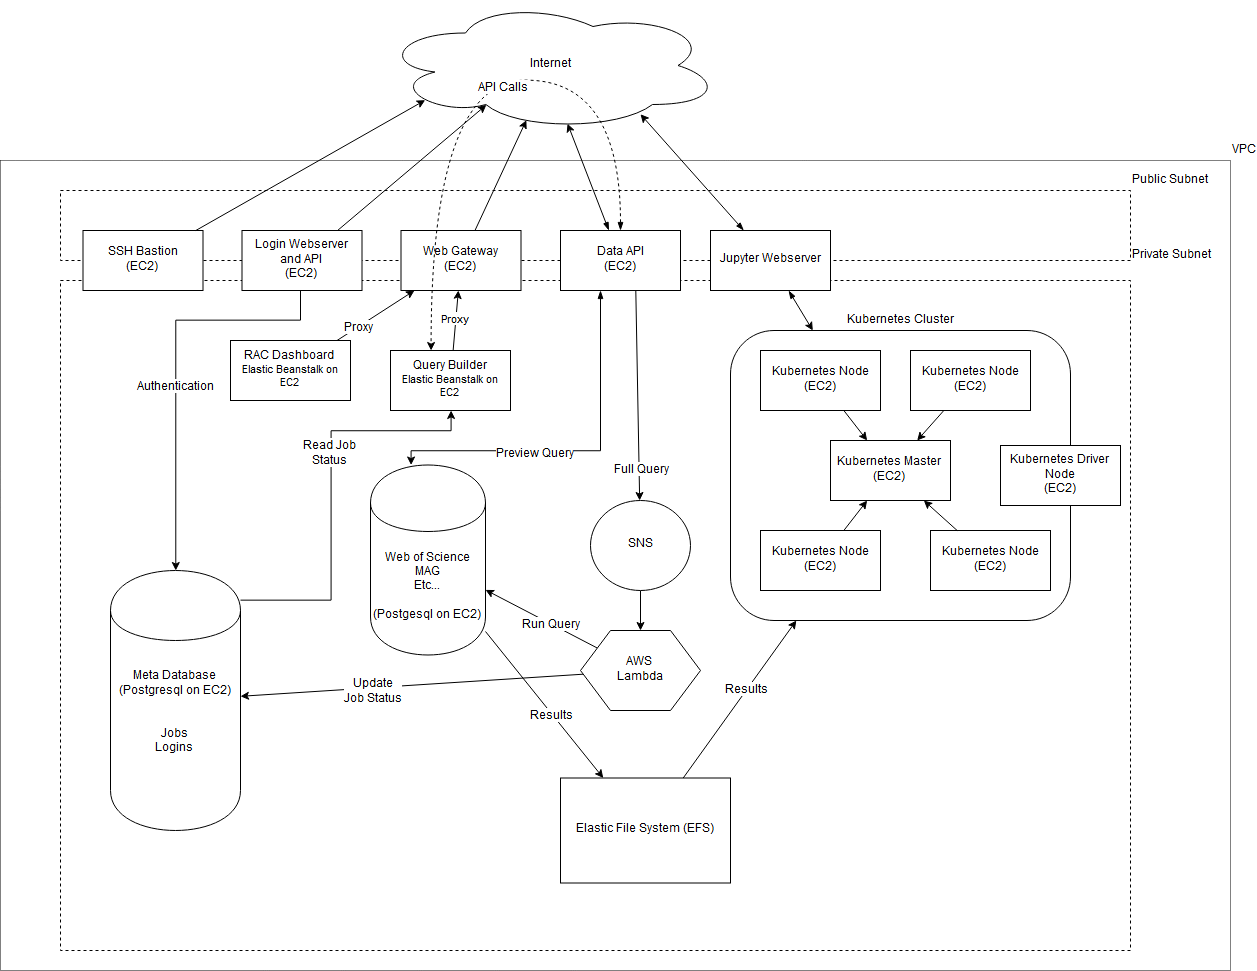 Internet
API Calls
VPC
Public Subnet
SSH Bastion
(EC2)
Login Webserver
and API
(EC2)
Web Gateway
(EC2)
Data API
(EC2)
Jupyter Webserver
Private Subnet
Proxy
Proxy
Kubernetes Cluster
RAC Dashboard
Elastic Beanstalk on
EC2
Query Builder
Elastic Beanstalk on
EC2
Kubernetes Node
(EC2)
Kubernetes Node
(EC2)
Authentication
Read Job
Status
Preview Query
Full Query
Kubernetes Master
(EC2)
Kubernetes Driver
Node
(EC2)
SNS
Web of Science
MAG
Etc...
(Postgesql on EC2)
Kubernetes Node
(EC2)
Kubernetes Node
(EC2)
Run Query
AWS
Lambda
Meta Database
(Postgresql on EC2)
Jobs
Logins
Update
Job Status
Results
Results
Elastic File System (EFS)